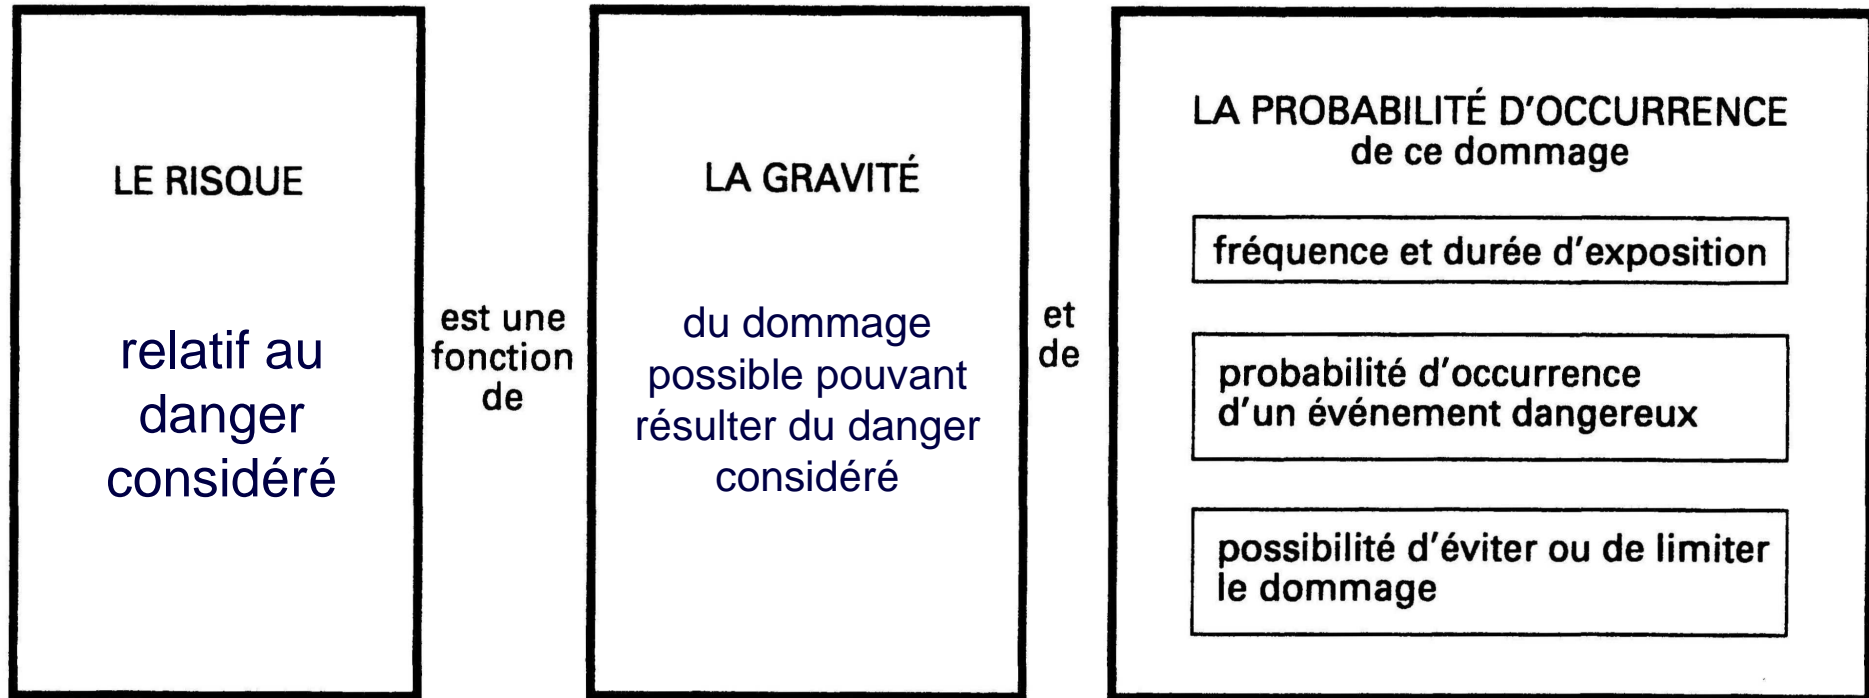 LE RISQUE
relatif au
danger
considéré
est une
fonction
de
LA GRAVITÉ
du dommage
possible pouvant
résulter du danger
considéré
et
de
LA PROBABILITÉ D'OCCURRENCE
de ce dommage
fréquence et durée d'exposition
probabilité d'occurrence
d'un événement dangereux
possibilité d'éviter ou de limiter
le dommage